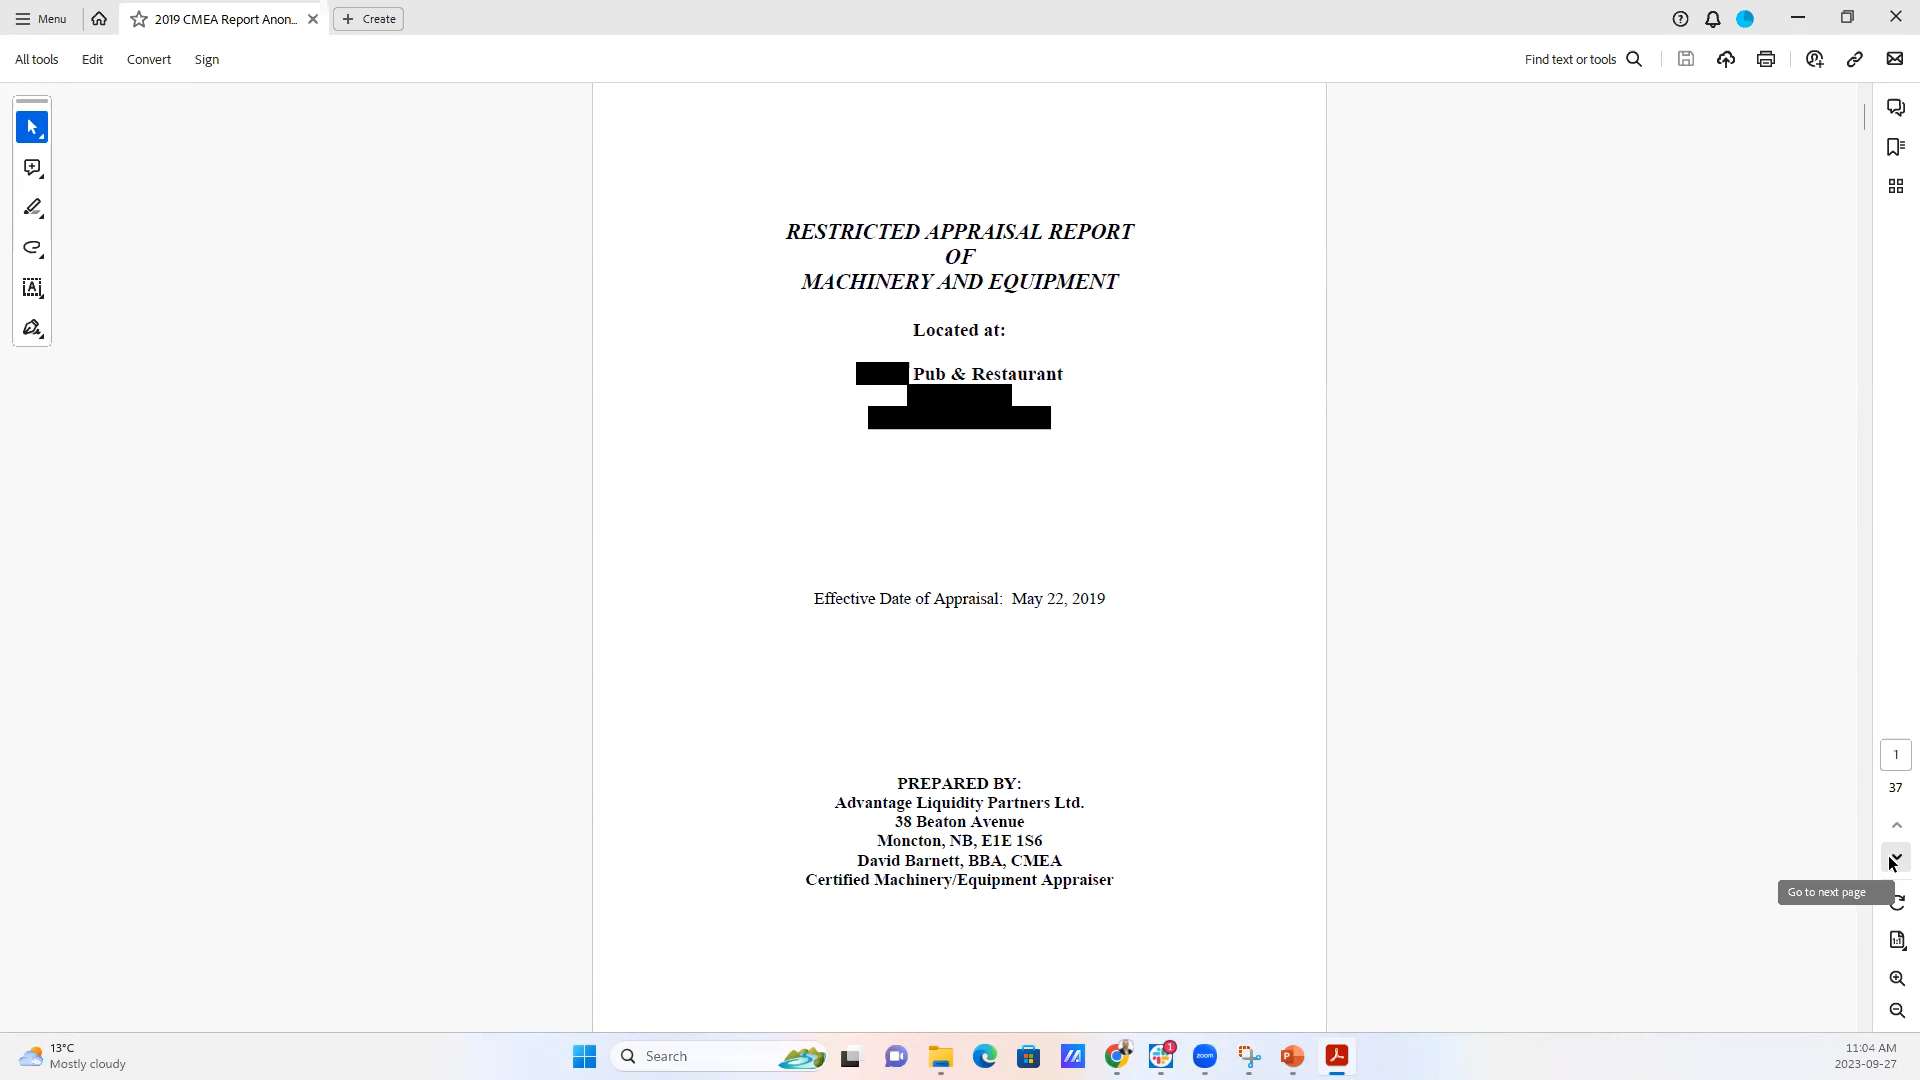 Menu
2019 CMEA Report Anon...
Create
All tools
Edit
Convert
Sign
Find text or tools
RESTRICTED APPRAISAL REPORT
OF
MACHINERY AND EQUIPMENT
Located at:
Pub & Restaurant
Effective Date of Appraisal: May 22, 2019
PREPARED BY:
Advantage Liquidity Partners Ltd.
38 Beaton Avenue
Moncton, NB, E1E 1S6
David Barnett, BBA, CMEA
Certified Machinery/Equipment Appraiser
1
37
Go to next page
13°C
Mostly cloudy
Search
1
zoom
11:04 AM
2023-09-27